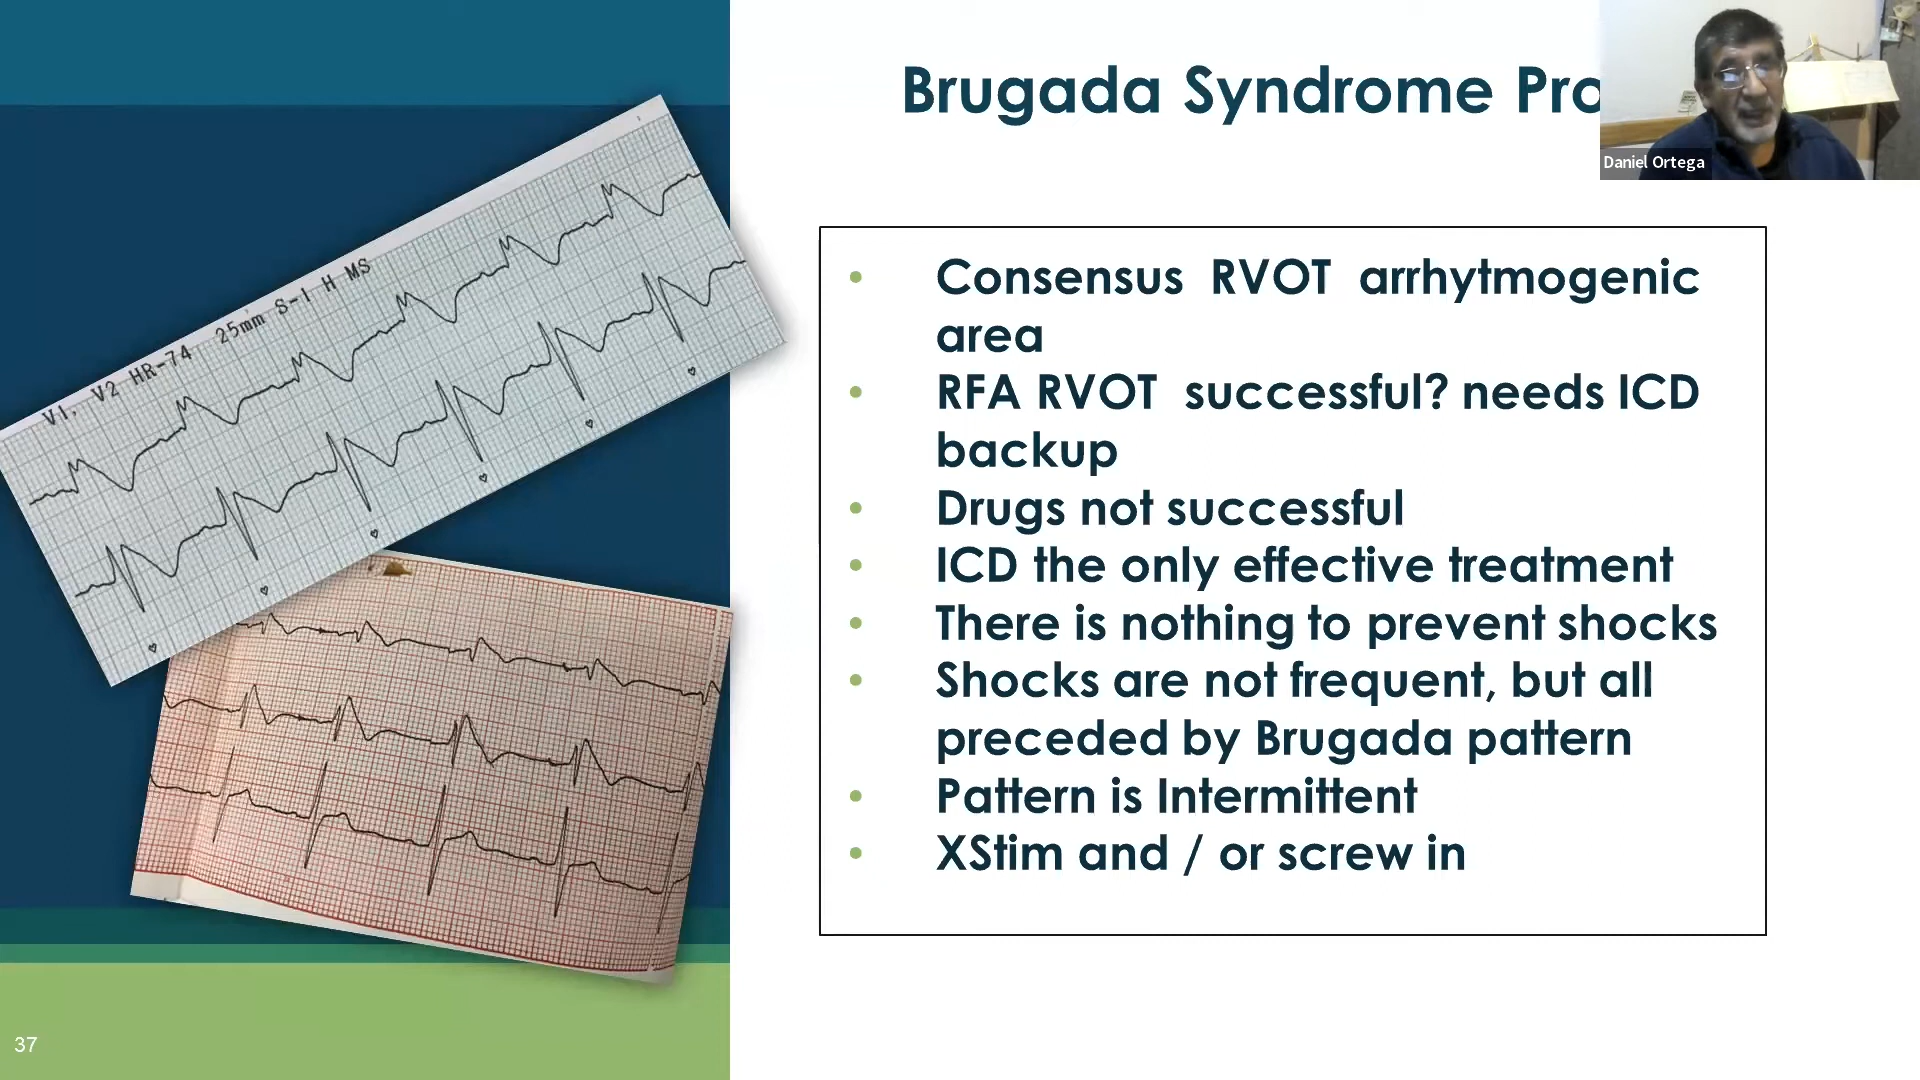 Brugada Syndrome Pro
Daniel Ortega
V1, V2 HR-74 25mm S-I H MS
• Consensus RVOT arrhytmogenic
area
• RFA RVOT successful? needs ICD
backup
• Drugs not successful
• ICD the only effective treatment
• There is nothing to prevent shocks
• Shocks are not frequent, but all
preceded by Brugada pattern
• Pattern is Intermittent
• XStim and / or screw in
37